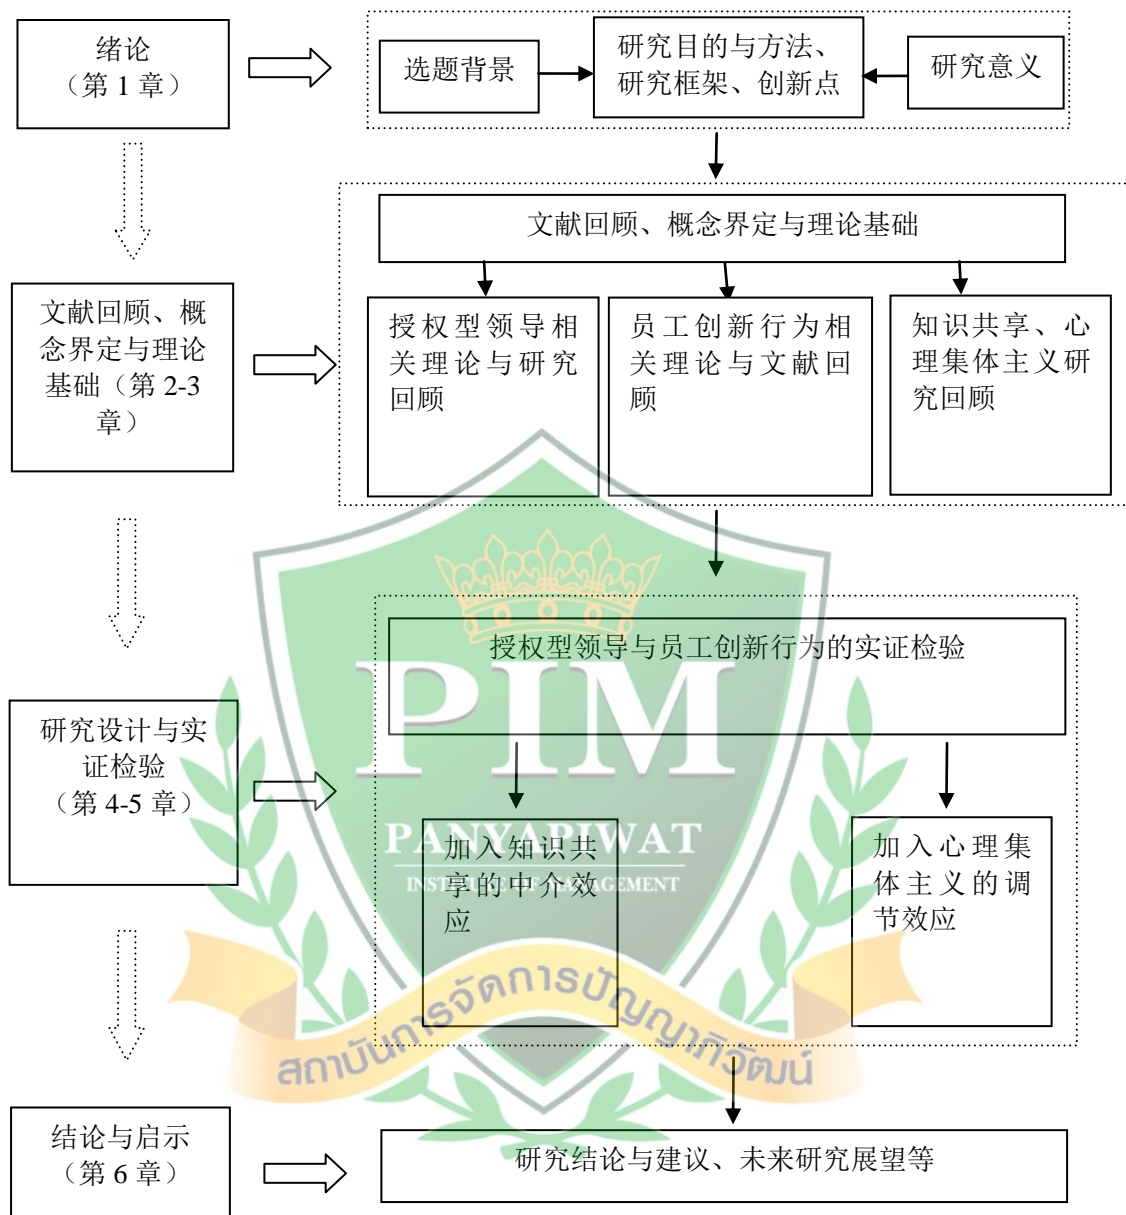 绪论
（第 1 章）
选题背景
研究目的与方法、
研究框架、创新点
研究意义
文献回顾、概念界定与理论基础
文献回顾、概
念界定与理论
基础（第 2-3
章）
授权型领导相
关理论与研究
回顾
员工创新行为相
关理论与文献回
顾
知识共享、心
理集体主义研
究回顾
授权型领导与员工创新行为的实证检验
PIM
研究设计与实
证检验
（第 4-5 章）
PANYAPIWAT
INSTITUTE OF MANAGEMENT
加入知识共
享的中介效
应
加入心理集
体主义的调
节效应
สถาบันการจัดการปัญญาภิวัฒน์
结论与启示
（第 6 章）
研究结论与建议、未来研究展望等